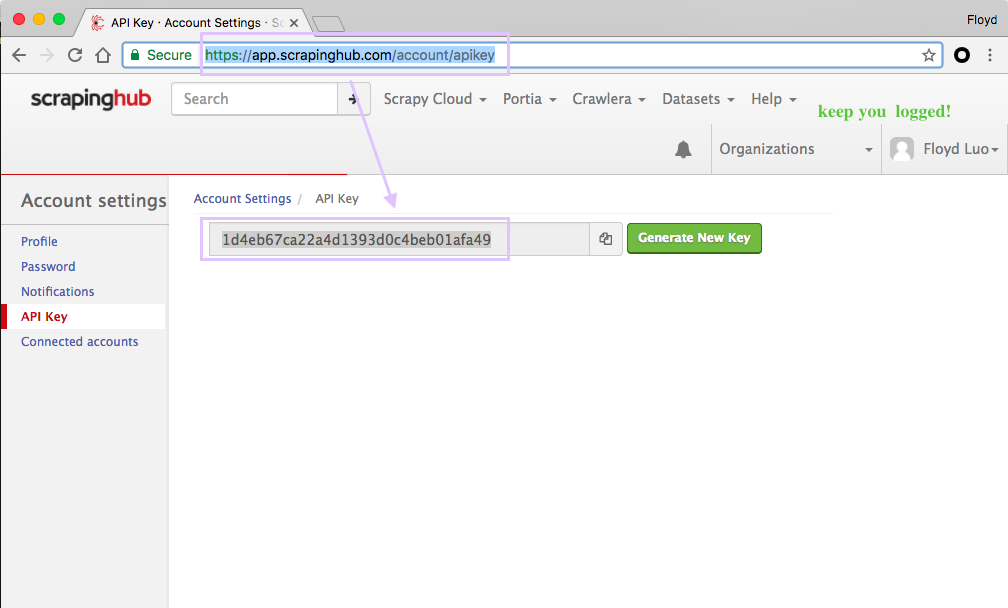 API Key · Account Settings · Sc
Floyd
Secure
https://app.scrapinghub.com/account/apikey
scrapinghub
Search
Scrapy Cloud
Portia
Crawlera
Datasets
Help
keep you logged!
Organizations
Floyd Luo
Account settings
Account Settings / API Key
Profile
Password
Notifications
API Key
Connected accounts
1d4eb67ca22a4d1393d0c4beb01afa49
Generate New Key